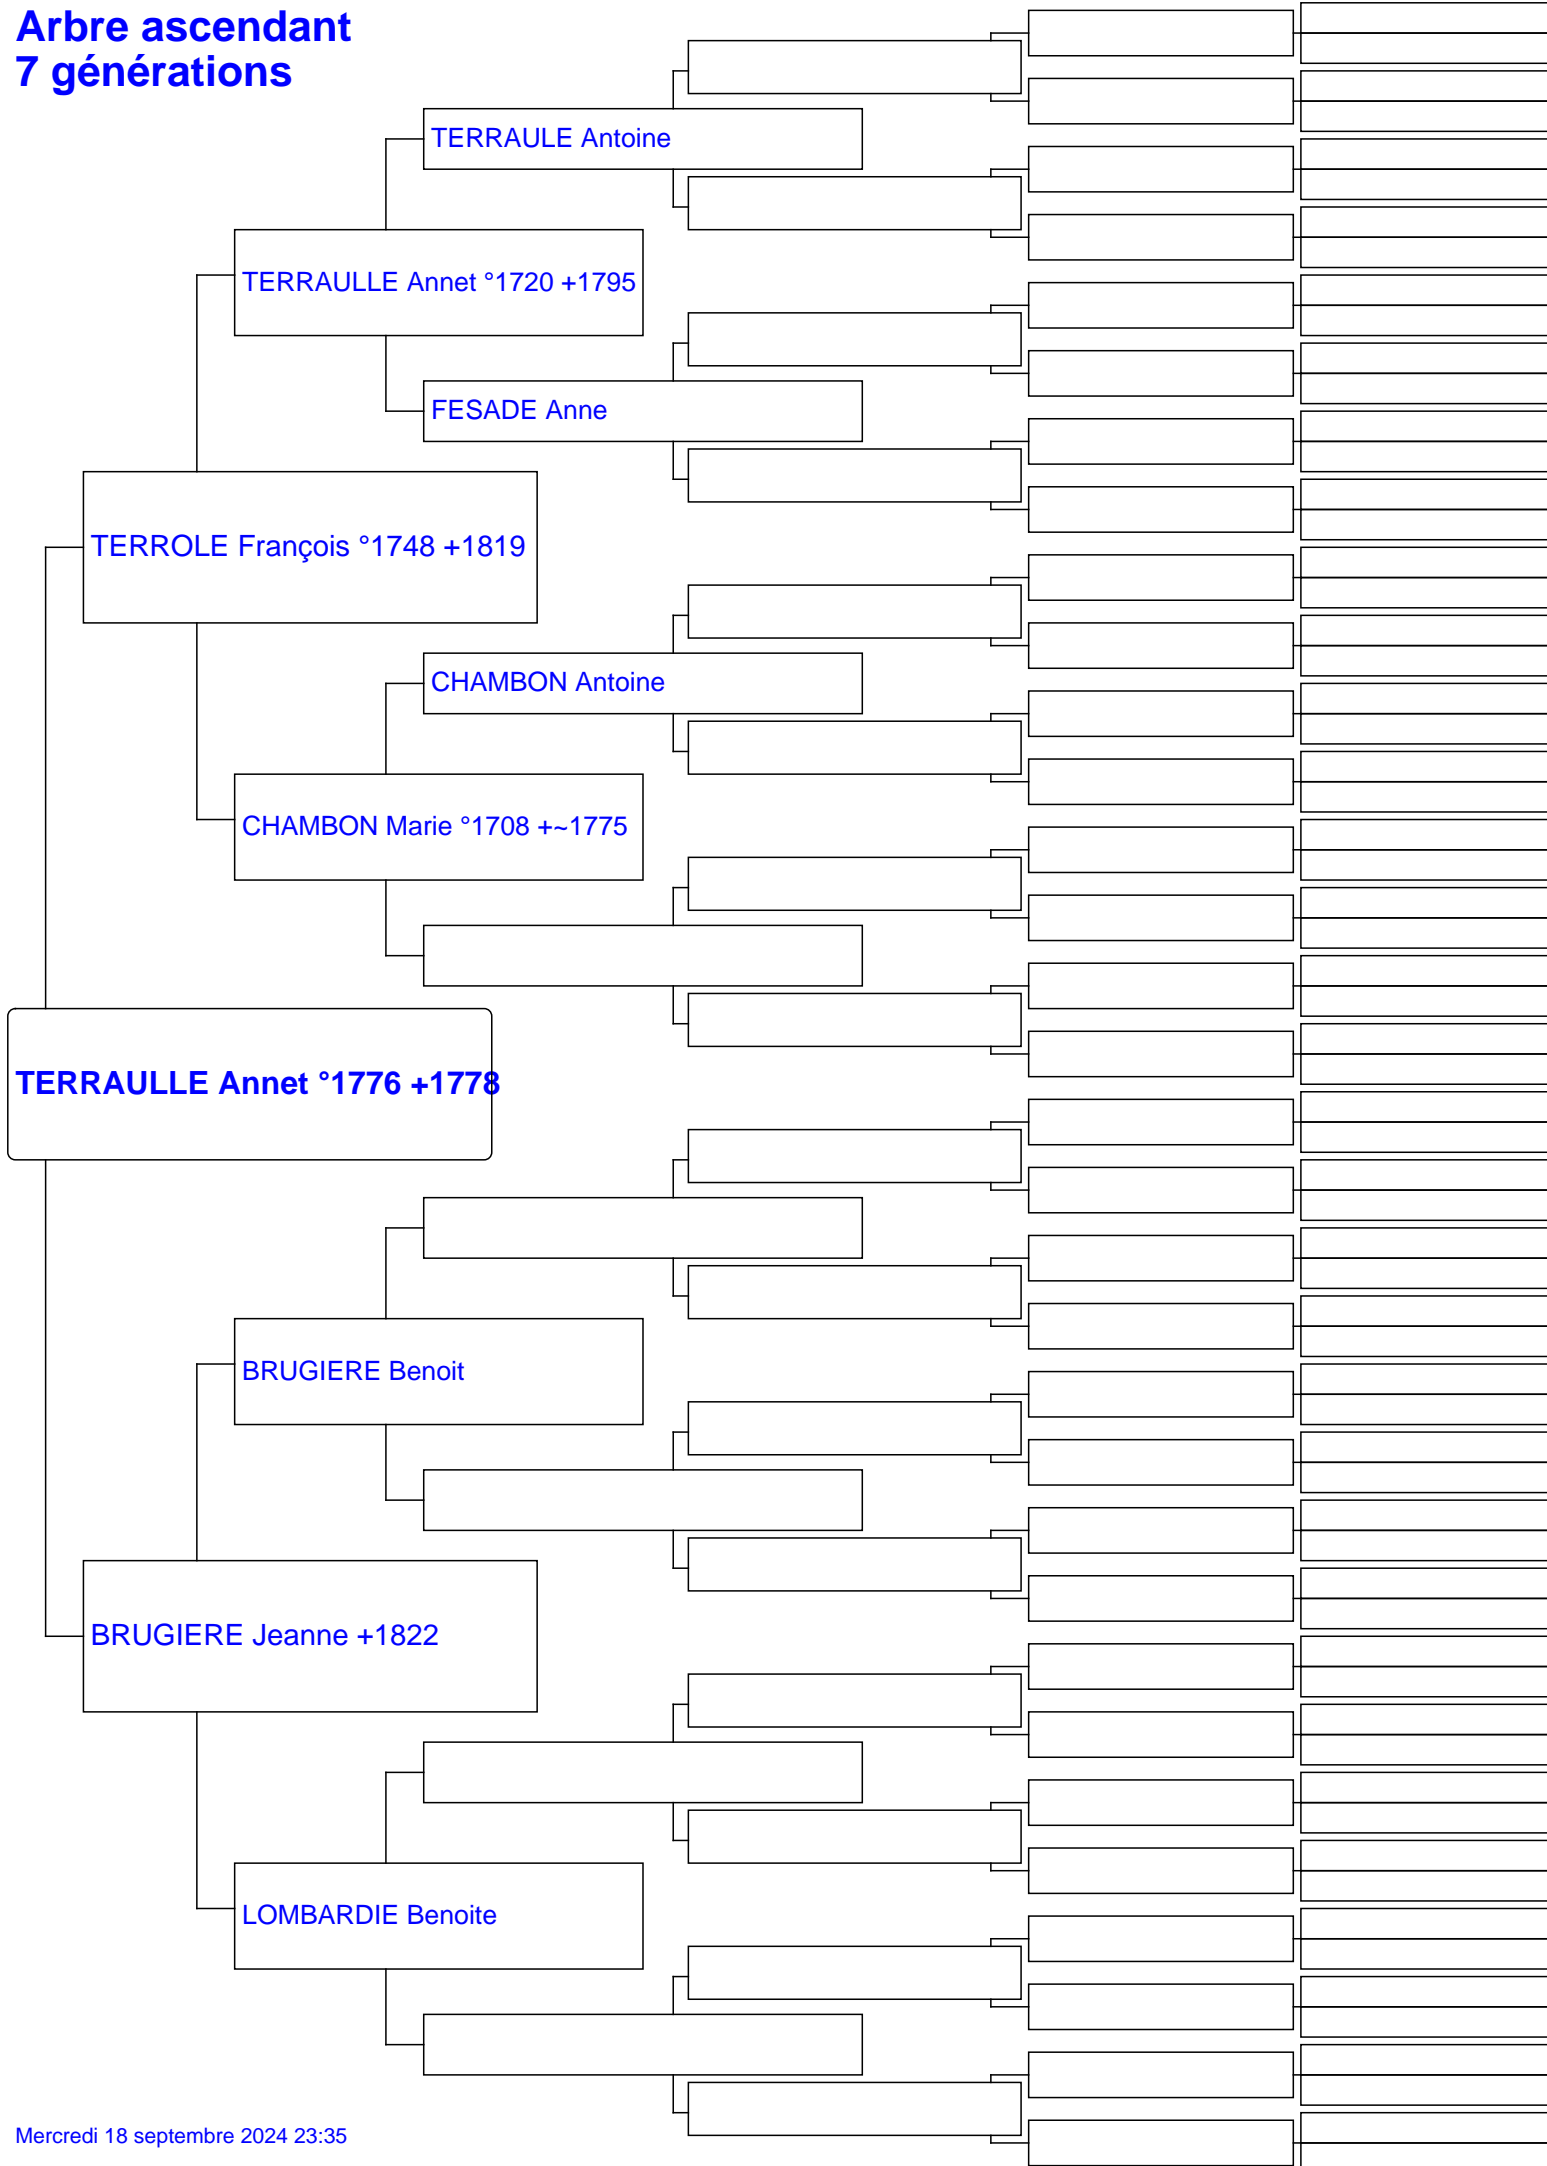 Arbre ascendant
7 générations
TERRAULE Antoine
TERRAULLE Annet °1720 +1795
FESADE Anne
TERROLE François °1748 +1819
CHAMBON Antoine
CHAMBON Marie °1708 +~1775
TERRAULLE Annet °1776 +1778
BRUGIERE Benoit
BRUGIERE Jeanne +1822
LOMBARDIE Benoite
Mercredi 18 septembre 2024 23:35